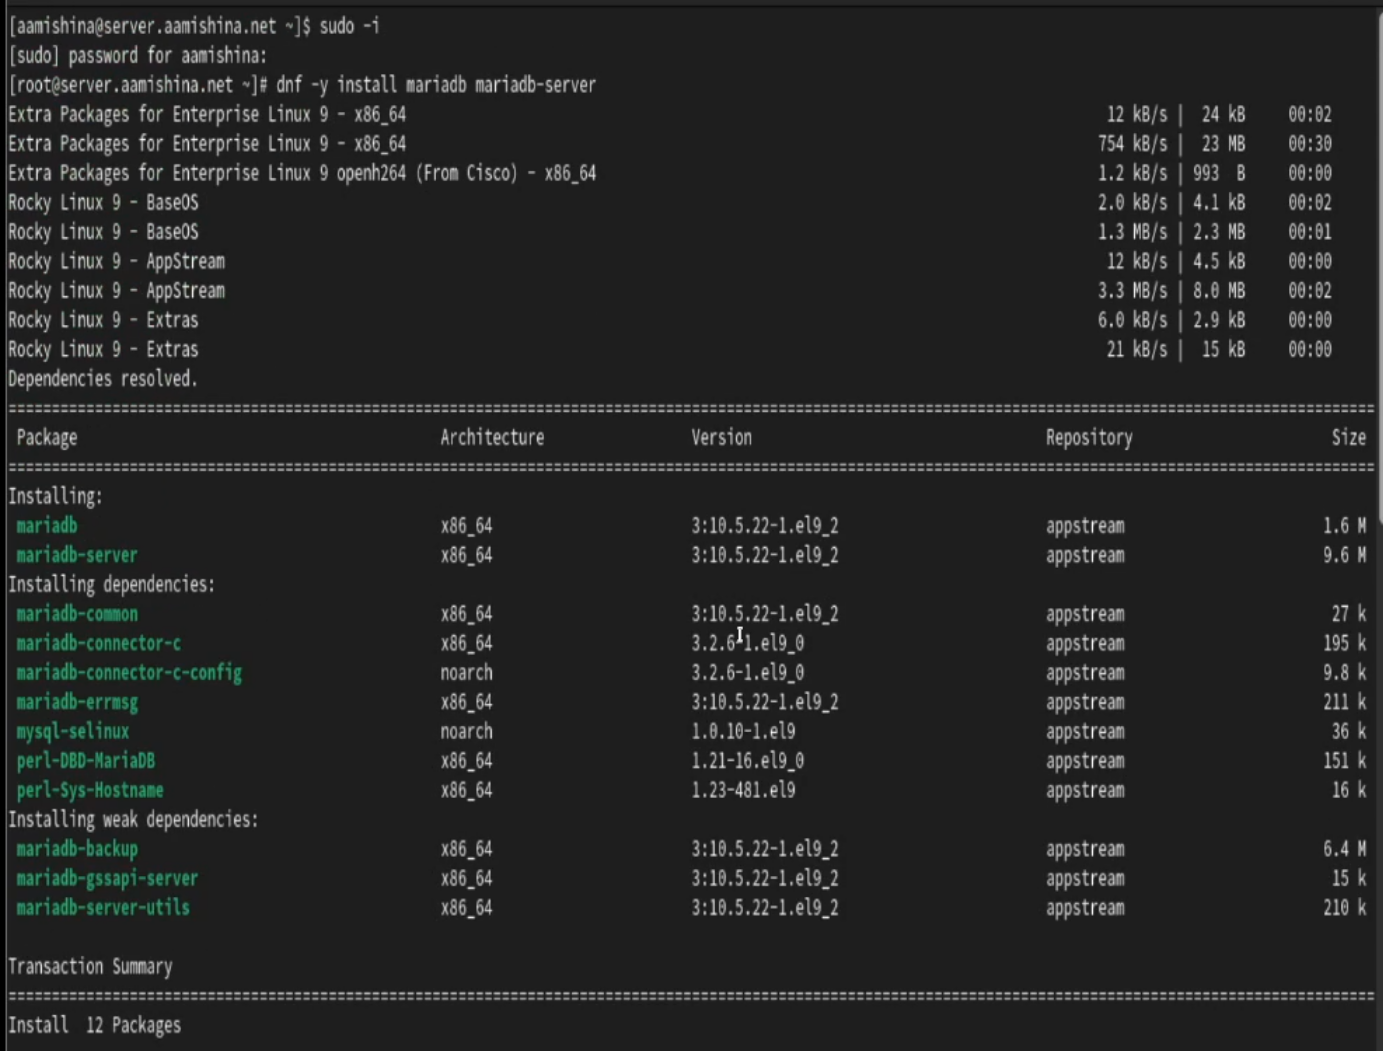 [aamishina@server.aamishina.net ~]$ sudo -i
[sudo] password for aamishina:
[root@server.aamishina.net ~]# dnf -y install mariadb mariadb-server
Extra Packages for Enterprise Linux 9 - x86_64 12 kB/s | 24 kB 00:02
Extra Packages for Enterprise Linux 9 - x86_64 754 kB/s | 23 MB 00:30
Extra Packages for Enterprise Linux 9 openh264 (From Cisco) - x86_64 1.2 kB/s | 993 B 00:00
Rocky Linux 9 - BaseOS 2.0 kB/s | 4.1 kB 00:02
Rocky Linux 9 - BaseOS 1.3 MB/s | 2.3 MB 00:01
Rocky Linux 9 - AppStream 12 kB/s | 4.5 kB 00:00
Rocky Linux 9 - AppStream 3.3 MB/s | 8.0 MB 00:02
Rocky Linux 9 - Extras 6.0 kB/s | 2.9 kB 00:00
Rocky Linux 9 - Extras 21 kB/s | 15 kB 00:00
Dependencies resolved.
Package Architecture Version Repository Size
Installing:
mariadb x86_64 3:10.5.22-1.el9_2 appstream 1.6 M
mariadb-server x86_64 3:10.5.22-1.el9_2 appstream 9.6 M
Installing dependencies:
mariadb-common x86_64 3:10.5.22-1.el9_2 appstream 27 k
mariadb-connector-c x86_64 3.2.6-1.el9_0 appstream 195 k
mariadb-connector-c-config noarch 3.2.6-1.el9_0 appstream 9.8 k
mariadb-errmsg x86_64 3:10.5.22-1.el9_2 appstream 211 k
mysql-selinux noarch 1.0.10-1.el9 appstream 36 k
perl-DBD-MariaDB x86_64 1.21-16.el9_0 appstream 151 k
perl-Sys-Hostname x86_64 1.23-481.el9 appstream 16 k
Installing weak dependencies:
mariadb-backup x86_64 3:10.5.22-1.el9_2 appstream 6.4 M
mariadb-gssapi-server x86_64 3:10.5.22-1.el9_2 appstream 15 k
mariadb-server-utils x86_64 3:10.5.22-1.el9_2 appstream 210 k
Transaction Summary
Install 12 Packages